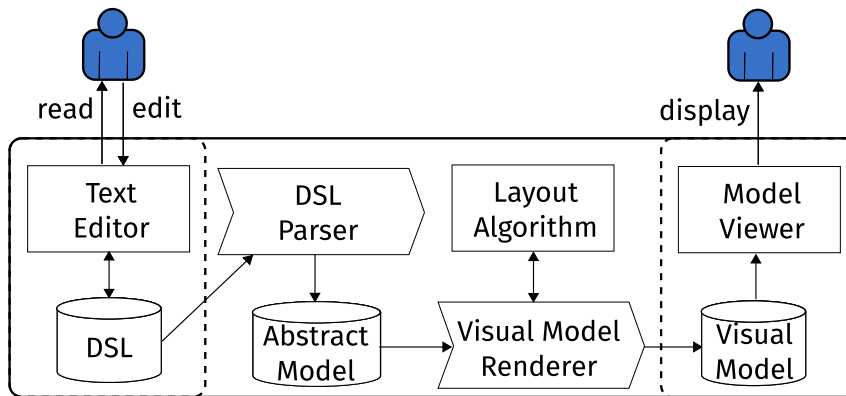 read
edit
display
Text
Editor
DSL
Parser
Layout
Algorithm
Model
Viewer
DSL
Abstract
Model
Visual Model
Renderer
Visual
Model